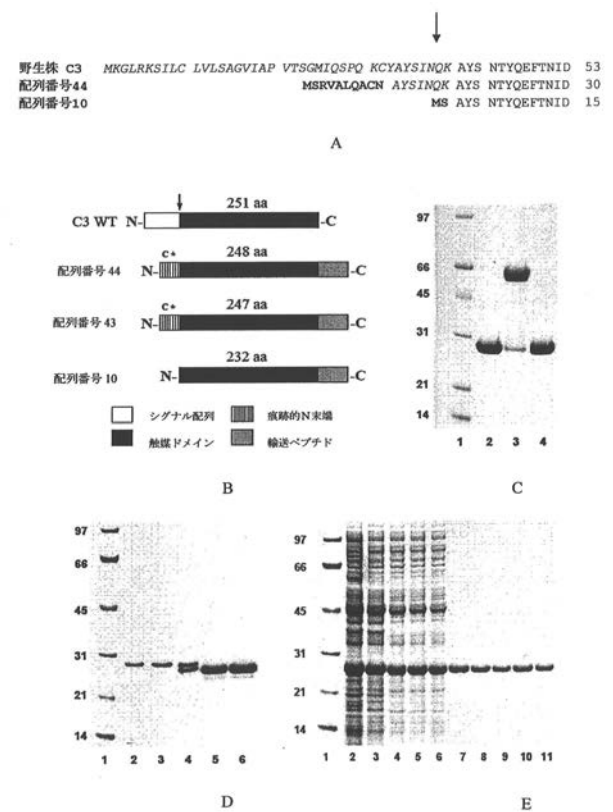 野生株 C3 MKGLRKSILC LVLSAGVIAP VTSGMIQSPQ KCYAYSINQK AYS NTYQEFTNID 53
配列番号44 MSRVALQACN AYSINQK AYS NTYQEFTNID 30
配列番号10 MS AYS NTYQEFTNID 15
A
C3 WT N- 251 aa -C
配列番号 44 N- C* 248 aa -C
配列番号 43 N- C* 247 aa -C
配列番号 10 N- 232 aa -C
シグナル配列 痕跡的N末端
触媒ドメイン 輸送ペプチド
B
97
66
45
31
21
14
1 2 3 4
C
97
66
45
31
21
14
1 2 3 4 5 6
D
97
66
45
31
21
14
1 2 3 4 5 6 7 8 9 10 11
E